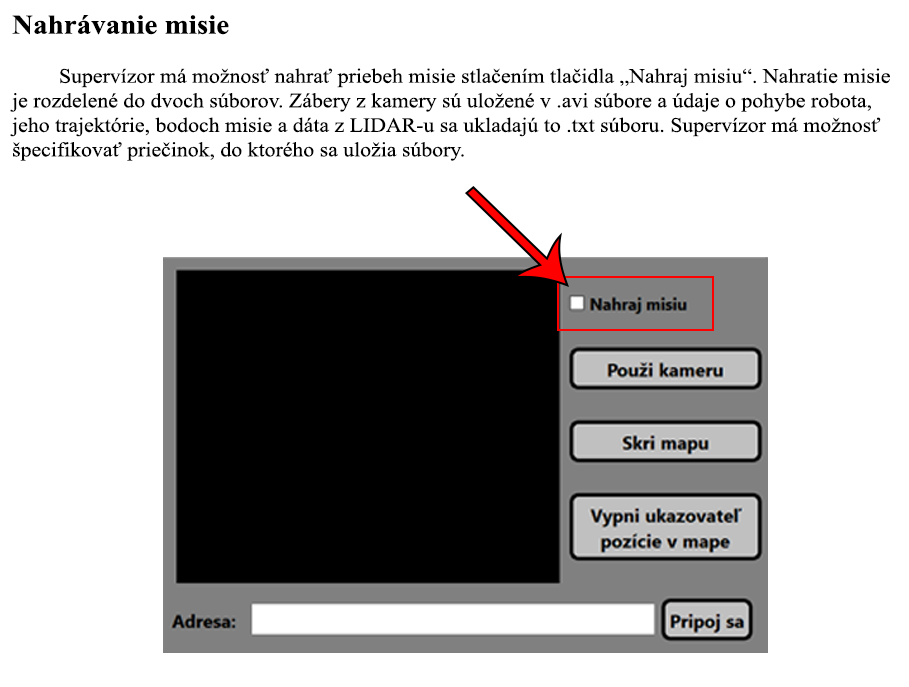 Nahrávanie misie
Supervízor má možnosť nahrať priebeh misie stlačením tlačidla „Nahraj misiu“. Nahratie misie
je rozdelené do dvoch súborov. Zábery z kamery sú uložené v .avi súbore a údaje o pohybe robota,
jeho trajektórie, bodoch misie a dáta z LIDAR-u sa ukladajú to .txt súboru. Supervízor má možnosť
špecifikovať priečinok, do ktorého sa uložia súbory.
Nahraj misiu
Použi kameru
Skri mapu
Vypni ukazovateľ
pozície v mape
Adresa:
Pripoj sa